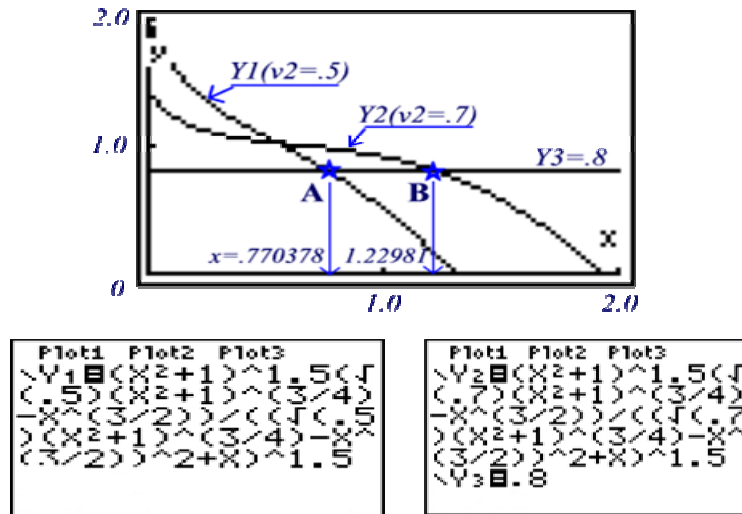 2.0
y
Y1(v2=.5)
Y2(v2=.7)
1.0
Y3=.8
A
B
x
x=.770378
1.22981
0
1.0
2.0
Plot1 Plot2 Plot3
\Y1=(X²+1)^1.5(√
(.5)(X²+1)^(3/4)
-X^(3/2))/((√(.5
)(X²+1)^(3/4)-X^
(3/2))^2+X)^1.5
Plot1 Plot2 Plot3
\Y2=(X²+1)^1.5(√
(.7)(X²+1)^(3/4)
-X^(3/2))/((√(.7
)(X²+1)^(3/4)-X^
(3/2))^2+X)^1.5
\Y3=.8